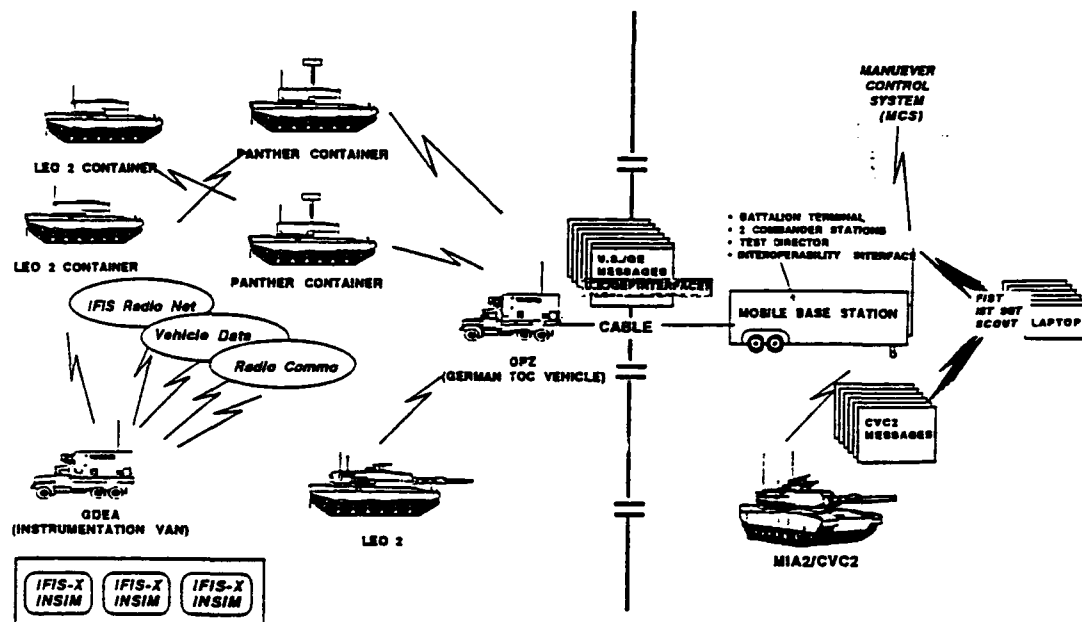 MANUEVER
CONTROL
SYSTEM
(MCS)
LEO 2 CONTAINER
PANTHER CONTAINER
LEO 2 CONTAINER
PANTHER CONTAINER
IFIS Radio Net
Vehicle Data
Radio Comms
GDEA
(INSTRUMENTATION VAN)
IFIS-X
INSIM
IFIS-X
INSIM
IFIS-X
INSIM
LEO 2
GPZ
(GERMAN TOC VEHICLE)
U.S./GE
MESSAGES
CABLE
• BATTALION TERMINAL
• 2 COMMANDER STATIONS
• TEST DIRECTOR
• INTEROPERABILITY INTERFACE
MOBILE BASE STATION
FIST
1ST SGT
SCOUT
LAPTOP
CVC2
MESSAGES
M1A2/CVC2